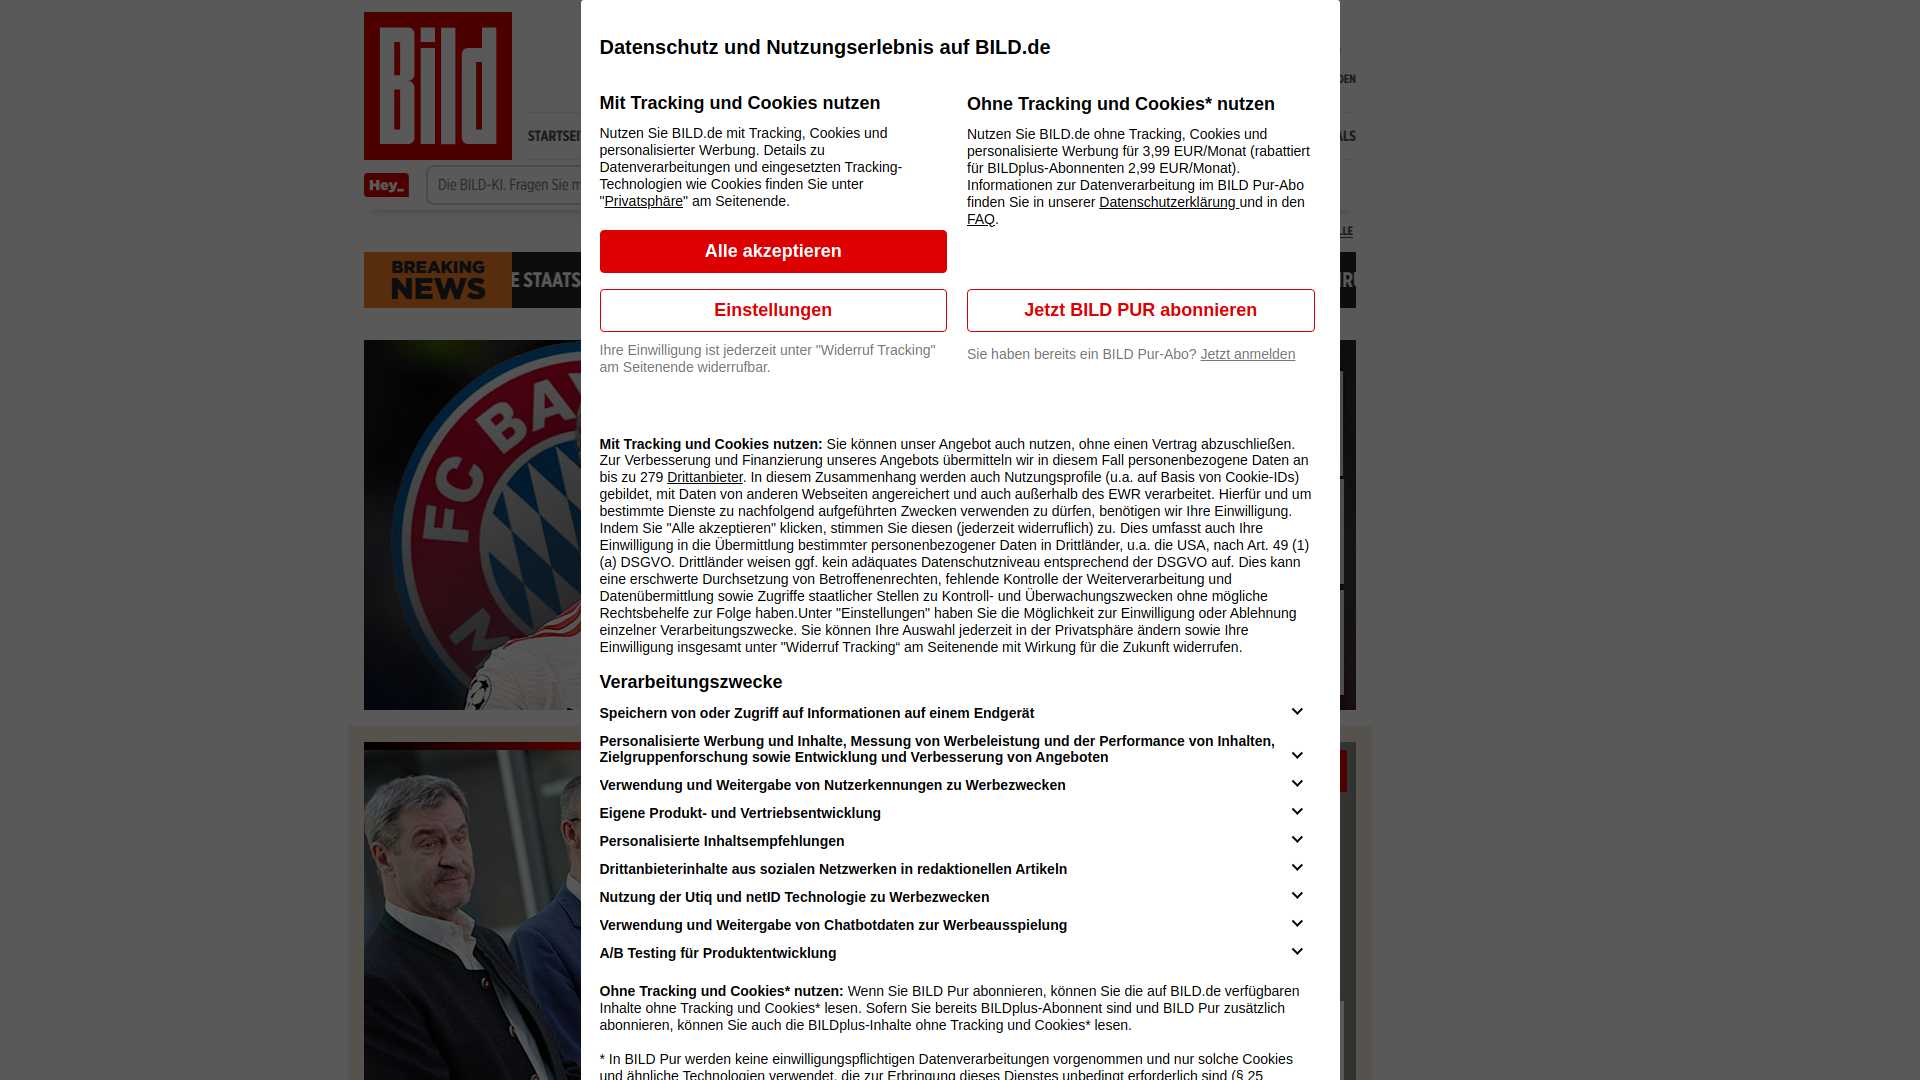 Bild
Datenschutz und Nutzungserlebnis auf BILD.de
DEN
STARTSEI
ALS
Hey_
Die BILD-KI. Fragen Sie m
LLE
BREAKING
NEWS
E STAATS
FC BAY
Mit Tracking und Cookies nutzen
Nutzen Sie BILD.de mit Tracking, Cookies und
personalisierter Werbung. Details zu
Datenverarbeitungen und eingesetzten Tracking-
Technologien wie Cookies finden Sie unter
"Privatsphäre" am Seitenende.
Alle akzeptieren
Einstellungen
Ihre Einwilligung ist jederzeit unter "Widerruf Tracking"
am Seitenende widerrufbar.
Ohne Tracking und Cookies* nutzen
Nutzen Sie BILD.de ohne Tracking, Cookies und
personalisierte Werbung für 3,99 EUR/Monat (rabattiert
für BILDplus-Abonnenten 2,99 EUR/Monat).
Informationen zur Datenverarbeitung im BILD Pur-Abo
finden Sie in unserer Datenschutzerklärung und in den
FAQ.
Jetzt BILD PUR abonnieren
Sie haben bereits ein BILD Pur-Abo? Jetzt anmelden
Mit Tracking und Cookies nutzen: Sie können unser Angebot auch nutzen, ohne einen Vertrag abzuschließen.
Zur Verbesserung und Finanzierung unseres Angebots übermitteln wir in diesem Fall personenbezogene Daten an
bis zu 279 Drittanbieter. In diesem Zusammenhang werden auch Nutzungsprofile (u.a. auf Basis von Cookie-IDs)
gebildet, mit Daten von anderen Webseiten angereichert und auch außerhalb des EWR verarbeitet. Hierfür und um
bestimmte Dienste zu nachfolgend aufgeführten Zwecken verwenden zu dürfen, benötigen wir Ihre Einwilligung.
Indem Sie "Alle akzeptieren" klicken, stimmen Sie diesen (jederzeit widerruflich) zu. Dies umfasst auch Ihre
Einwilligung in die Übermittlung bestimmter personenbezogener Daten in Drittländer, u.a. die USA, nach Art. 49 (1)
(a) DSGVO. Drittländer weisen ggf. kein adäquates Datenschutzniveau entsprechend der DSGVO auf. Dies kann
eine erschwerte Durchsetzung von Betroffenenrechten, fehlende Kontrolle der Weiterverarbeitung und
Datenübermittlung sowie Zugriffe staatlicher Stellen zu Kontroll- und Überwachungszwecken ohne mögliche
Rechtsbehelfe zur Folge haben.Unter "Einstellungen" haben Sie die Möglichkeit zur Einwilligung oder Ablehnung
einzelner Verarbeitungszwecke. Sie können Ihre Auswahl jederzeit in der Privatsphäre ändern sowie Ihre
Einwilligung insgesamt unter "Widerruf Tracking“ am Seitenende mit Wirkung für die Zukunft widerrufen.
Verarbeitungszwecke
Speichern von oder Zugriff auf Informationen auf einem Endgerät
Personalisierte Werbung und Inhalte, Messung von Werbeleistung und der Performance von Inhalten,
Zielgruppenforschung sowie Entwicklung und Verbesserung von Angeboten
Verwendung und Weitergabe von Nutzerkennungen zu Werbezwecken
Eigene Produkt- und Vertriebsentwicklung
Personalisierte Inhaltsempfehlungen
Drittanbieterinhalte aus sozialen Netzwerken in redaktionellen Artikeln
Nutzung der Utiq und netID Technologie zu Werbezwecken
Verwendung und Weitergabe von Chatbotdaten zur Werbeausspielung
A/B Testing für Produktentwicklung
Ohne Tracking und Cookies* nutzen: Wenn Sie BILD Pur abonnieren, können Sie die auf BILD.de verfügbaren
Inhalte ohne Tracking und Cookies* lesen. Sofern Sie bereits BILDplus-Abonnent sind und BILD Pur zusätzlich
abonnieren, können Sie auch die BILDplus-Inhalte ohne Tracking und Cookies* lesen.
* In BILD Pur werden keine einwilligungspflichtigen Datenverarbeitungen vorgenommen und nur solche Cookies
und ähnliche Technologien verwendet, die zur Erbringung dieses Dienstes unbedingt erforderlich sind (§ 25